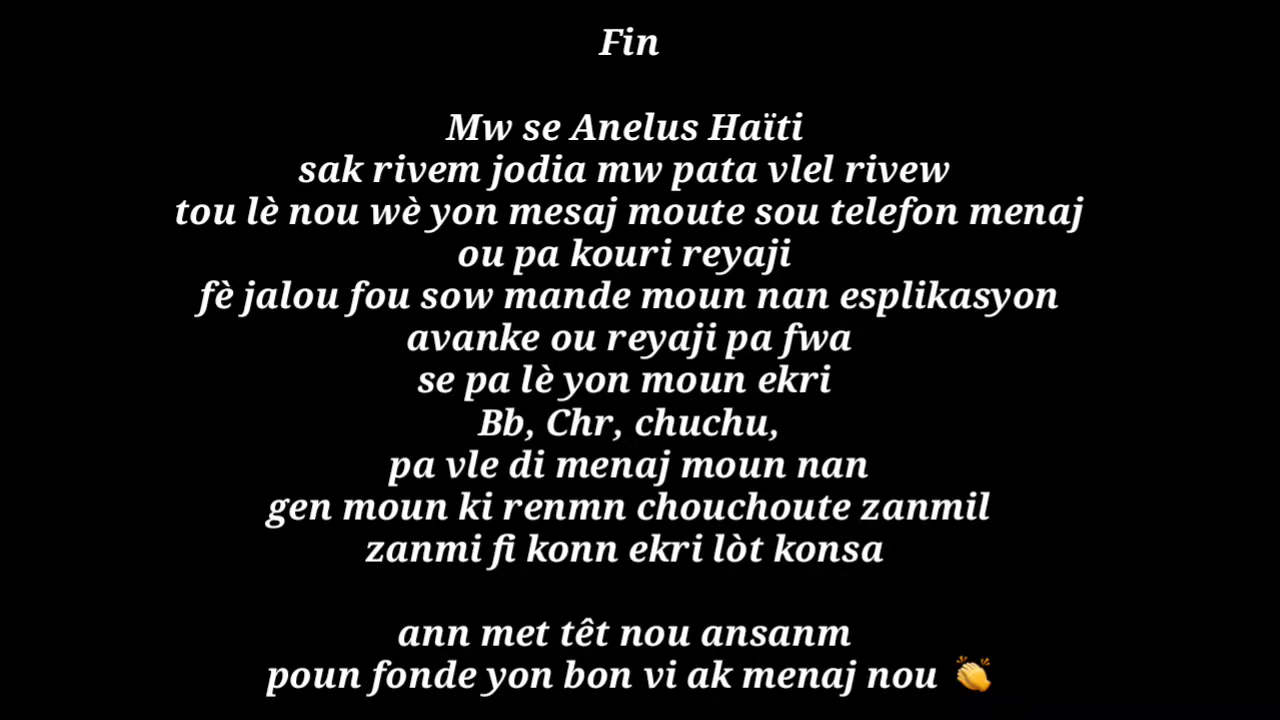 Fin
Mw se Anelus Haïti
sak rivem jodia mw pata vlel rivew
tou lè nou wè yon mesaj moute sou telefon menaj
ou pa kouri reyaji
fè jalou fou sow mande moun nan esplikasyon
avanke ou reyaji pa fwa
se pa lè yon moun ekri
Bb, Chr, chuchu,
pa vle di menaj moun nan
gen moun ki renmn chouchoute zanmil
zanmi fi konn ekri lòt konsa
ann met têt nou ansanm
poun fonde yon bon vi ak menaj nou 👏